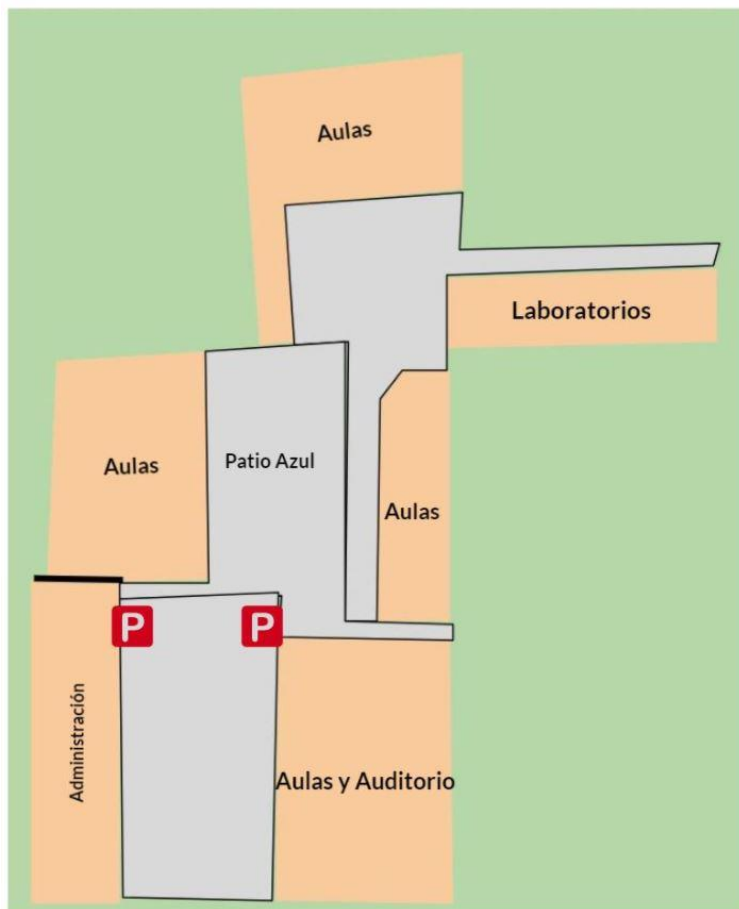 Aulas
Laboratorios
Aulas
Patio Azul
Aulas
P
P
Administración
Aulas y Auditorio